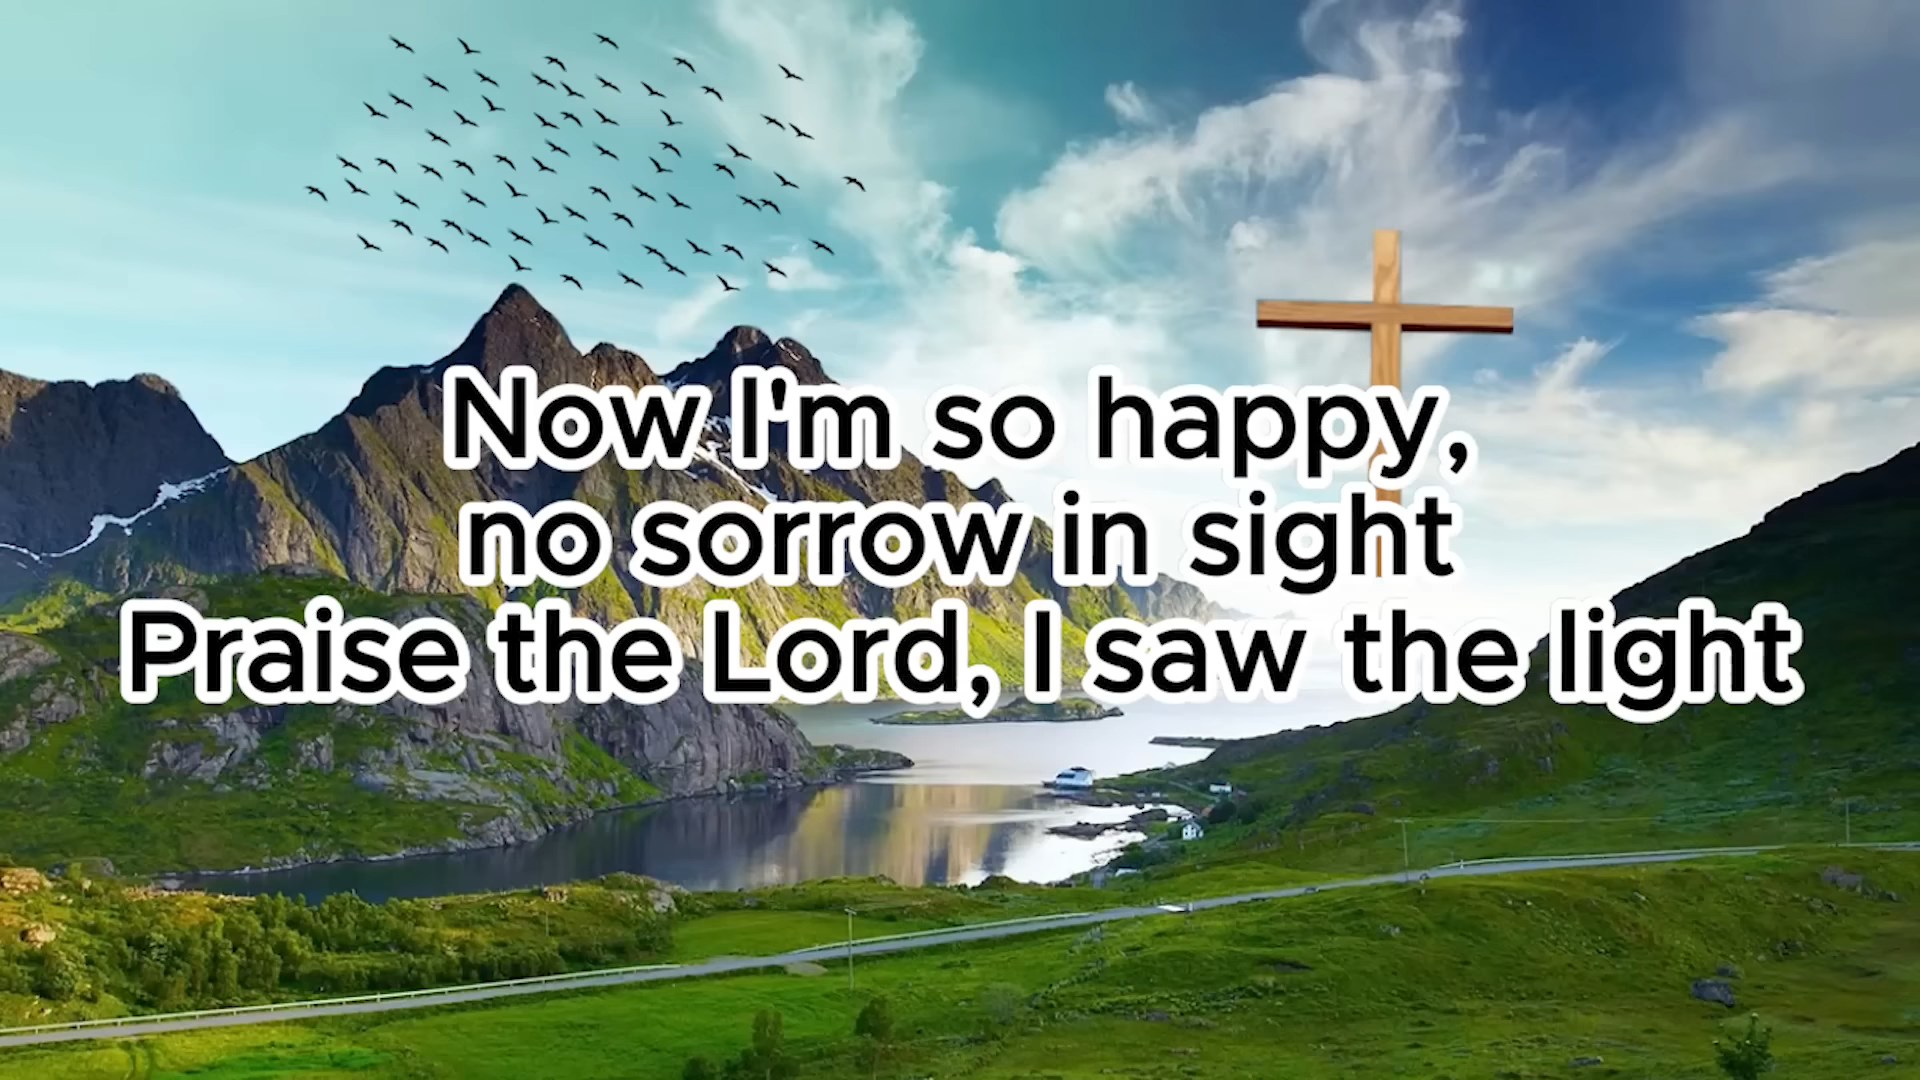 Now I'm so happy,
no sorrow in sight
Praise the Lord, I saw the light